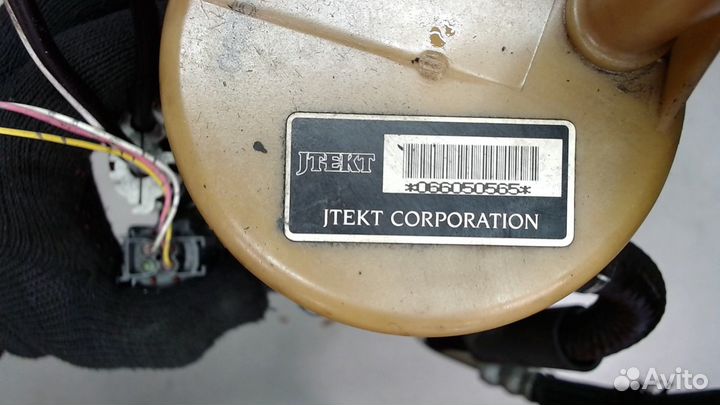 JTEKT
*066050565*
JTEKT CORPORATION
Avito